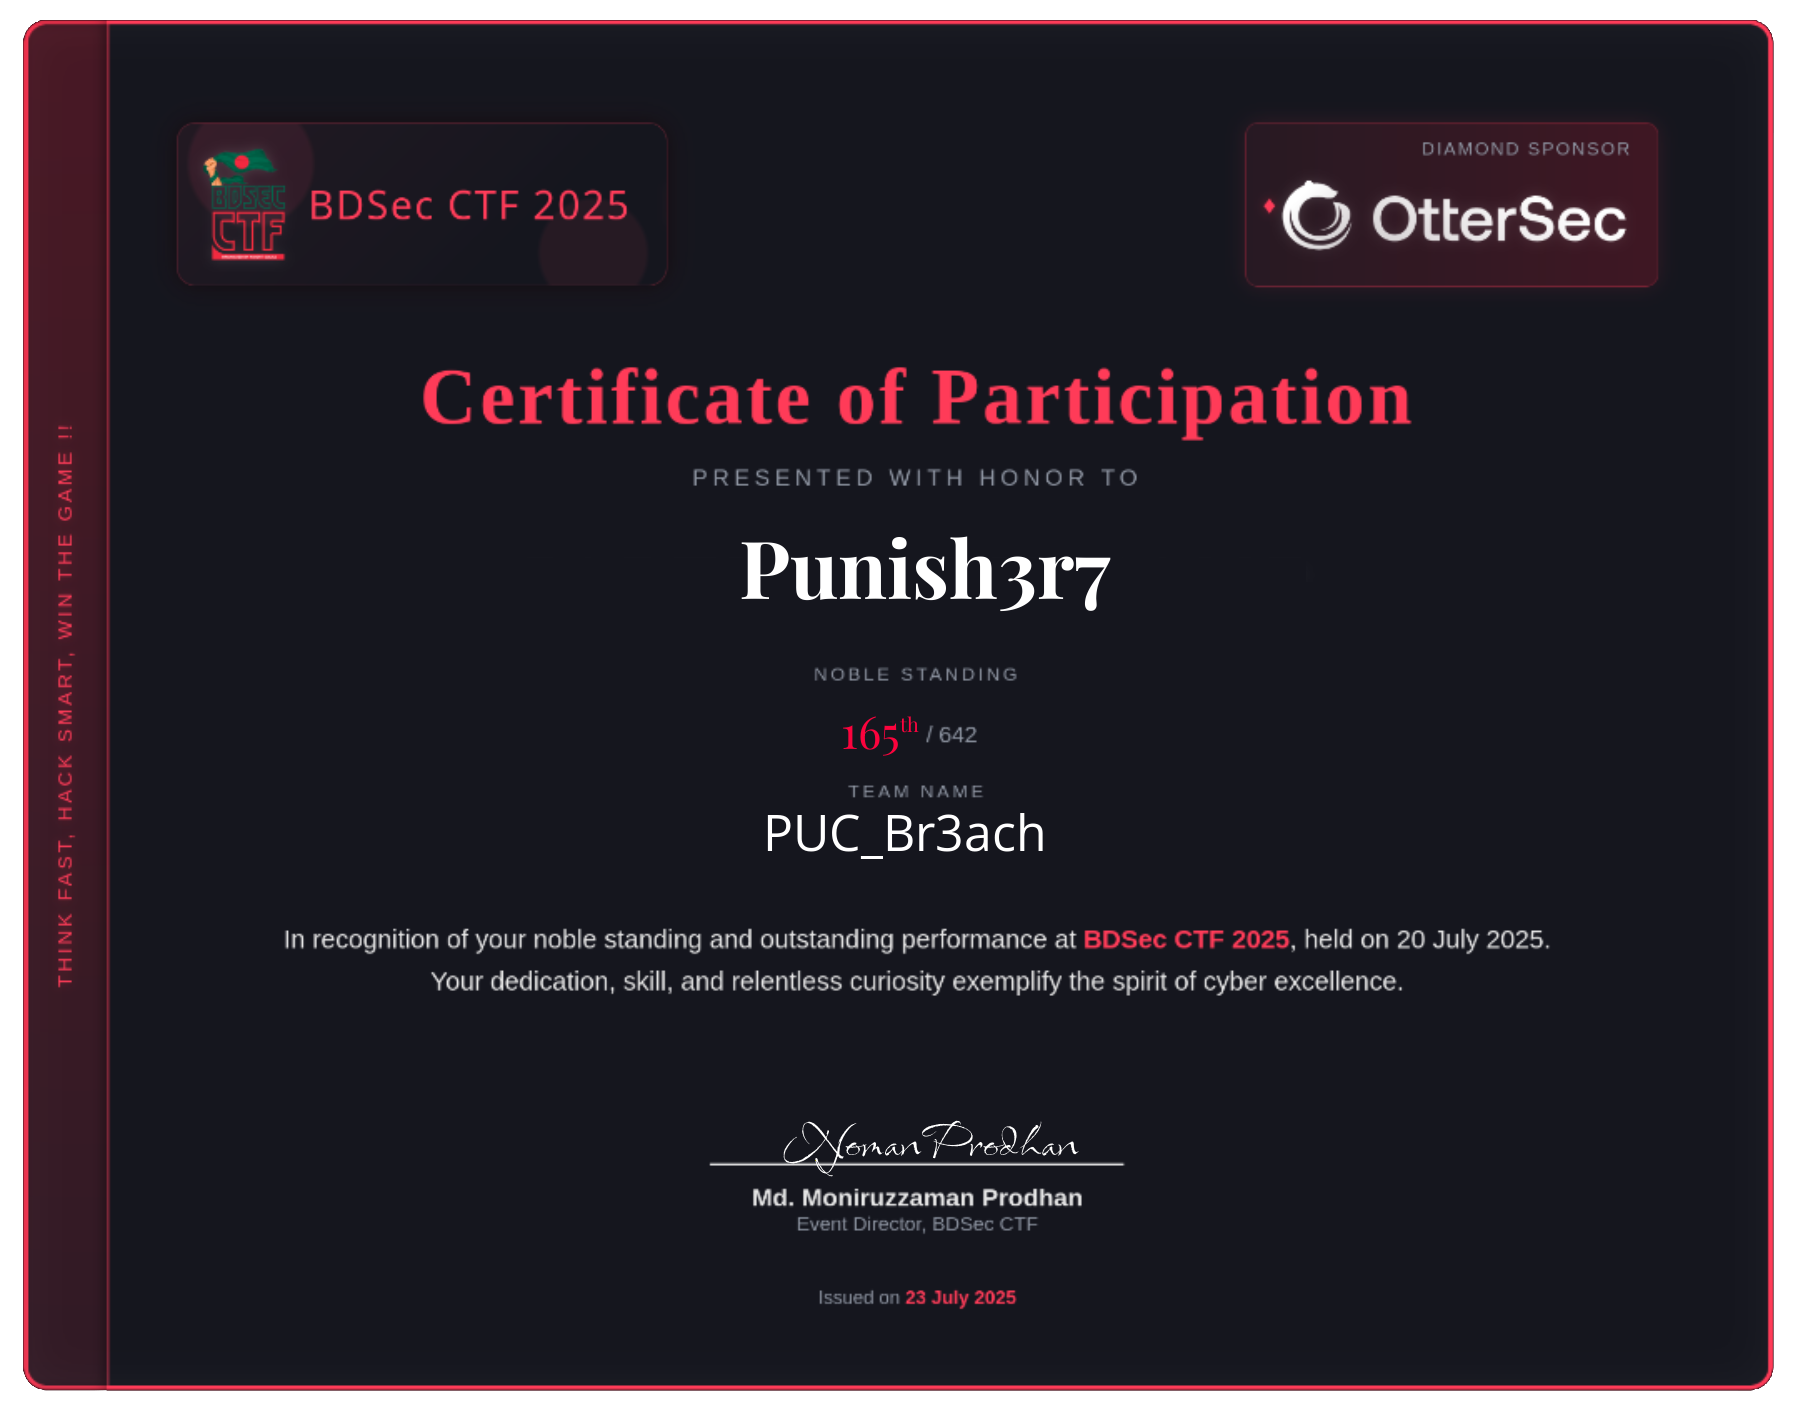 BDSEC
CTF
BDSec CTF 2025
DIAMOND SPONSOR
OtterSec
Certificate of Participation
PRESENTED WITH HONOR TO
Punish3r7
NOBLE STANDING
165th / 642
TEAM NAME
PUC_Br3ach
In recognition of your noble standing and outstanding performance at BDSec CTF 2025, held on 20 July 2025.
Your dedication, skill, and relentless curiosity exemplify the spirit of cyber excellence.
Noman Prodhan
Md. Moniruzzaman Prodhan
Event Director, BDSec CTF
Issued on 23 July 2025
THINK FAST, HACK SMART, WIN THE GAME !!